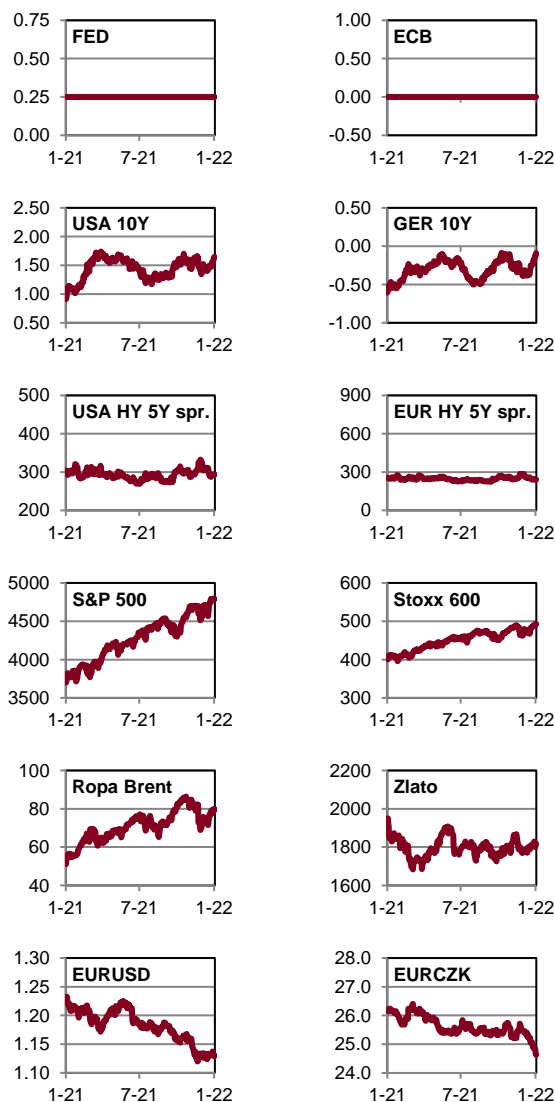 FED
0.75
0.50
0.25
0.00
1-21 7-21 1-22
ECB
1.00
0.50
0.00
-0.50
1-21 7-21 1-22
USA 10Y
2.50
2.00
1.50
1.00
0.50
1-21 7-21 1-22
GER 10Y
0.50
0.00
-0.50
-1.00
1-21 7-21 1-22
USA HY 5Y spr.
500
400
300
200
1-21 7-21 1-22
EUR HY 5Y spr.
900
600
300
0
1-21 7-21 1-22
S&P 500
5000
4500
4000
3500
1-21 7-21 1-22
Stoxx 600
600
500
400
300
1-21 7-21 1-22
Ropa Brent
100
80
60
40
1-21 7-21 1-22
Zlato
2200
2000
1800
1600
1-21 7-21 1-22
EURUSD
1.30
1.25
1.20
1.15
1.10
1-21 7-21 1-22
EURCZK
28.0
27.0
26.0
25.0
24.0
1-21 7-21 1-22